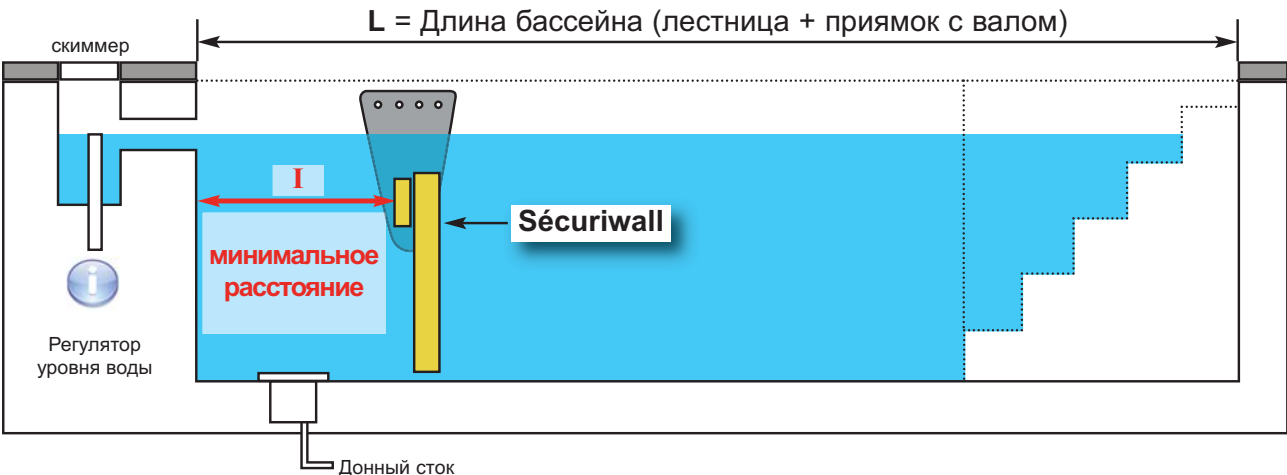 L = Длина бассейна (лестница + приямок с валом)
скиммер
I
Sécuriwall
минимальное
расстояние
i
Регулятор
уровня воды
Донный сток